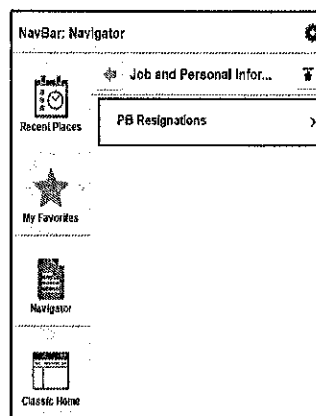 NavBar: Navigator
Job and Personal Infor...
Recent Places
PB Resignations
My Favorites
Navigator
Classic Home